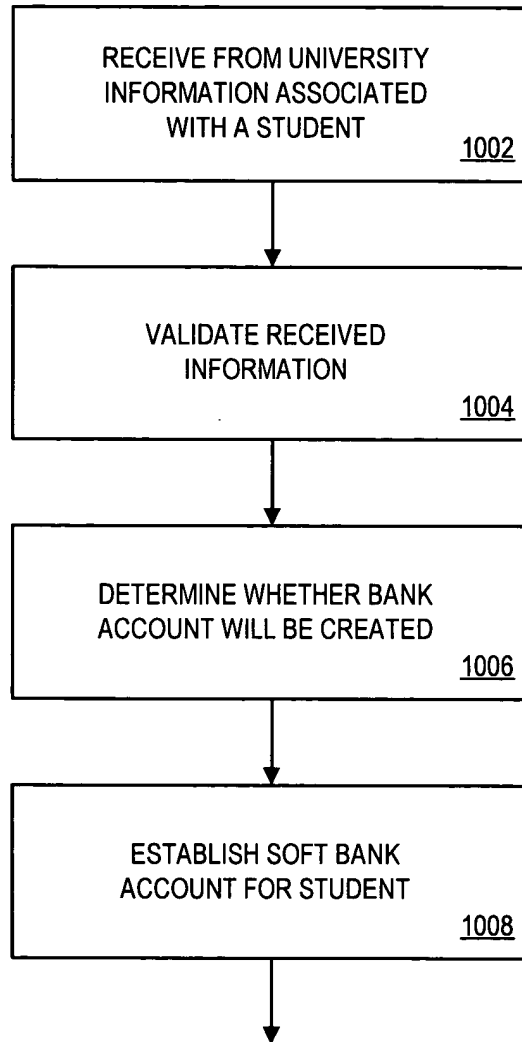 RECEIVE FROM UNIVERSITY
INFORMATION ASSOCIATED
WITH A STUDENT
1002
VALIDATE RECEIVED
INFORMATION
1004
DETERMINE WHETHER BANK
ACCOUNT WILL BE CREATED
1006
ESTABLISH SOFT BANK
ACCOUNT FOR STUDENT
1008